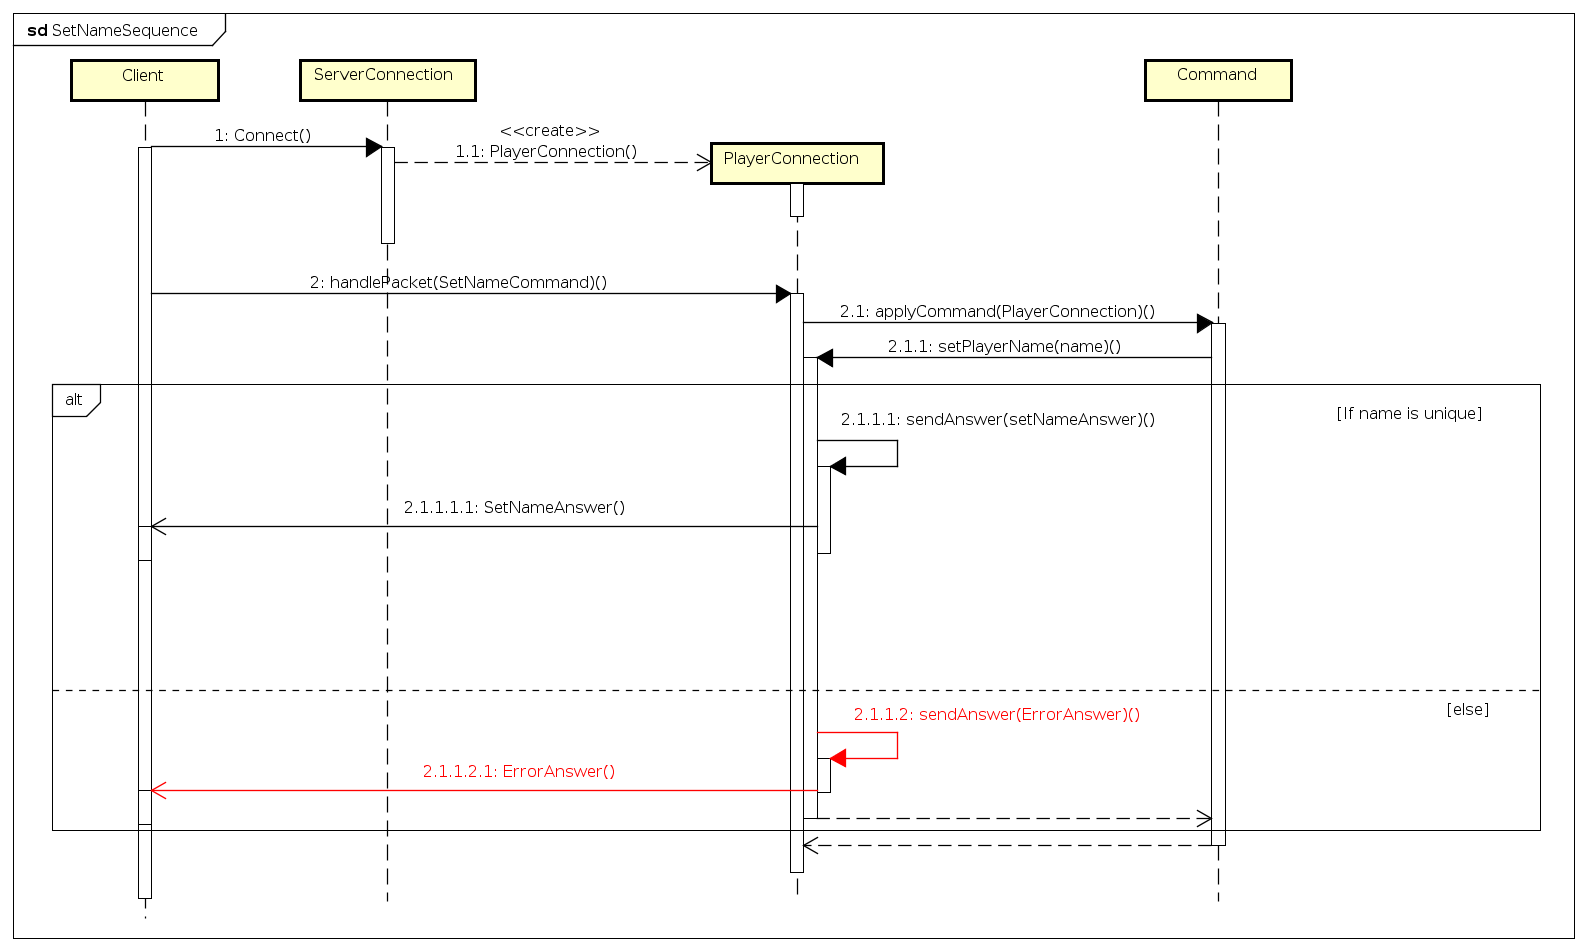 sd SetNameSequence
Client
ServerConnection
Command
1: Connect()
<<create>>
1.1: PlayerConnection()
PlayerConnection
2: handlePacket(SetNameCommand)()
2.1: applyCommand(PlayerConnection)()
2.1.1: setPlayerName(name)()
alt
[If name is unique]
2.1.1.1: sendAnswer(setNameAnswer)()
2.1.1.1.1: SetNameAnswer()
[else]
2.1.1.2: sendAnswer(ErrorAnswer)()
2.1.1.2.1: ErrorAnswer()